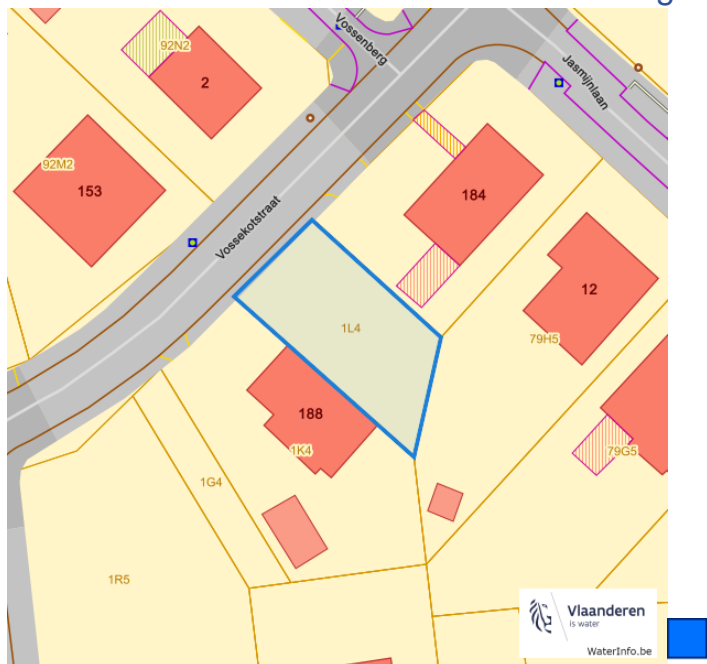 92N2
Vossenberg
2
Jasmijnlaan
92M2
153
184
Vossekotstraat
12
1L4
79H5
188
1K4
79G5
1G4
1R5
Vlaanderen
is water
WaterInfo.be